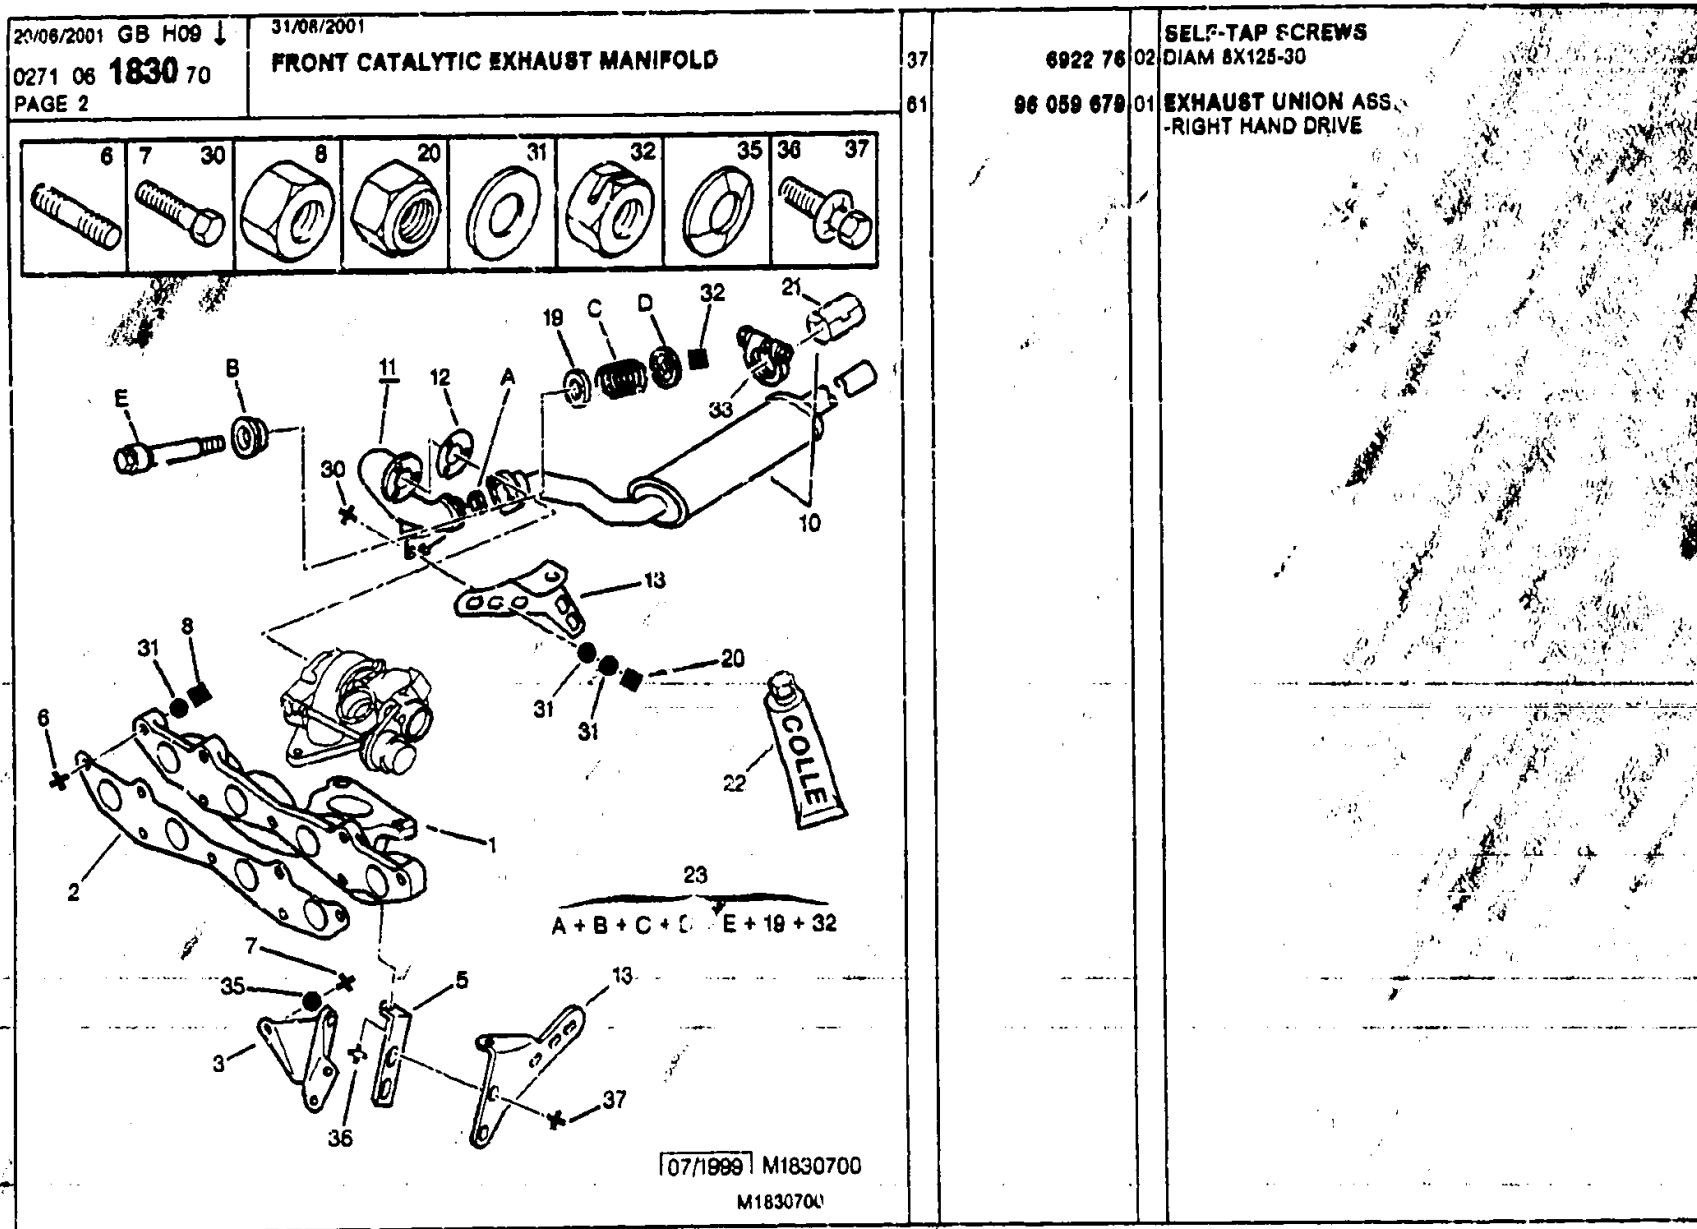 20/06/2001 GB H09 ↓
0271 06 1830 70
PAGE 2
31/08/2001
FRONT CATALYTIC EXHAUST MANIFOLD
37 6922 76 02 SELF-TAP SCREWS
DIAM 8X125-30
61 96 059 679 01 EXHAUST UNION ASS.
-RIGHT HAND DRIVE
6 7 30 8 20 31 32 35 36 37
21
32
D
C
19
33
11 12 A
B
E
30
10
13
8
31
20
31
31
6
COLLE
22
1
2
23
A + B + C + D + E + 19 + 32
7
35
5
13
3
36
37
07/1999 M1830700
M1830700